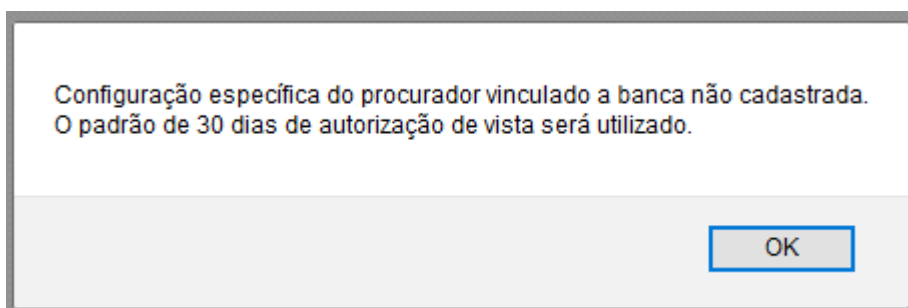 Configuração específica do procurador vinculado a banca não cadastrada.
O padrão de 30 dias de autorização de vista será utilizado.
OK